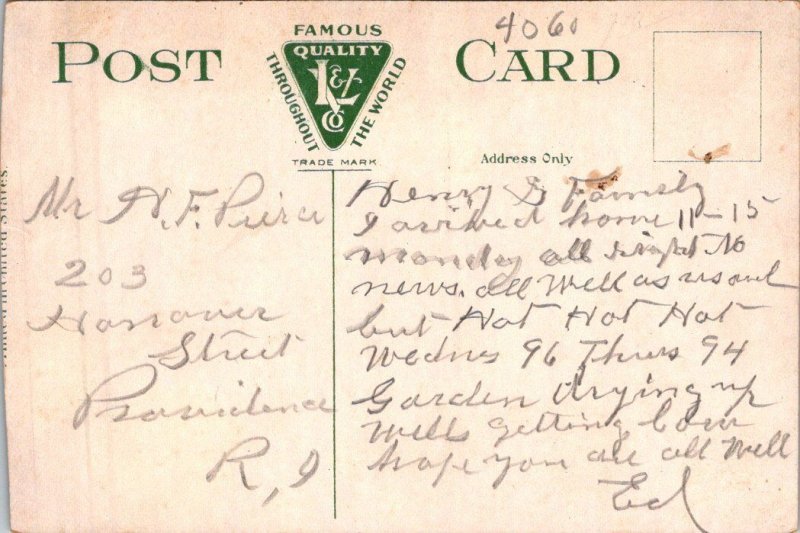 4060
POST CARD
FAMOUS
QUALITY
THROUGHOUT THE WORLD
& Co
TRADE MARK
Address Only
Mr H. F. Pierce
203
Hanover
Street
Providence
R, I
Henry & Family
I arrived home 11-15
Monday all right No
news. all well as usual
but Hot Hot Hot
Wednes 96 Thurs 94
Garden drying up
Wells getting low
hope you are all well
Ed